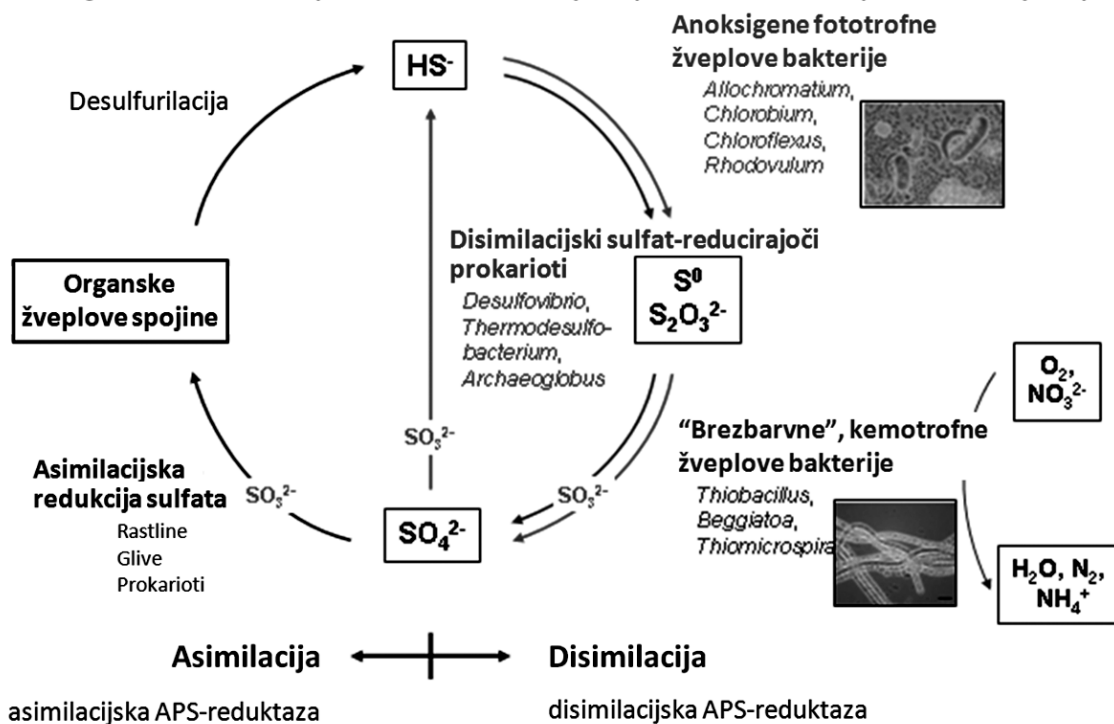 Anoksigene fototrofne
žveplove bakterije
Allochromatium,
Chlorobium,
Chloroflexus,
Rhodovulum
HS⁻
Desulfurilacija
Disimilacijski sulfat-reducirajoči
prokarioti
Desulfovibrio,
Thermodesulfo-
bacterium,
Archaeoglobus
S⁰
S₂O₃²⁻
Organske
žveplove spojine
O₂,
NO₃²⁻
"Brezbarvne", kemotrofne
žveplove bakterije
Thiobacillus,
Beggiatoa,
Thiomicrospira
SO₃²⁻
Asimilacijska
redukcija sulfata
Rastline
Glive
Prokarioti
SO₃²⁻
SO₃²⁻
SO₄²⁻
H₂O, N₂,
NH₄⁺
Asimilacija
Disimilacija
asimilacijska APS-reduktaza
disimilacijska APS-reduktaza